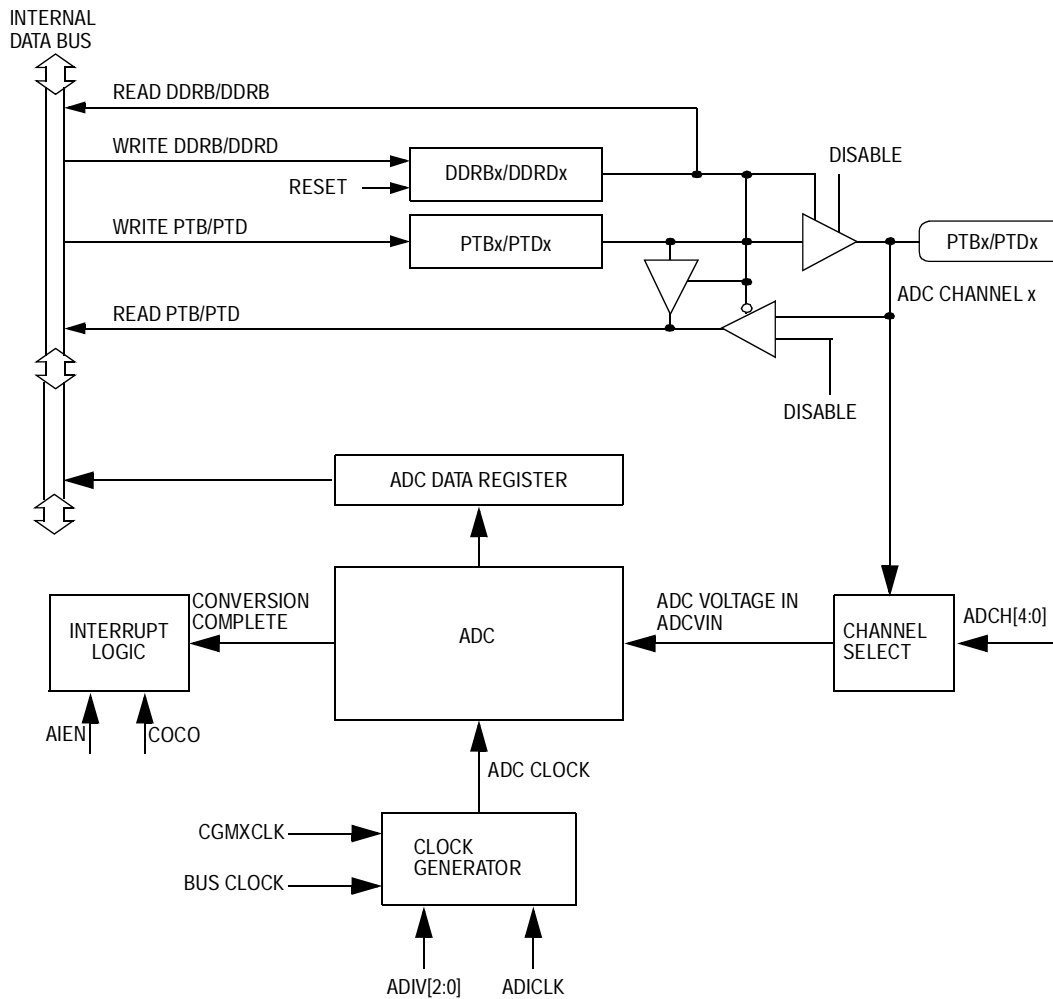 INTERNAL
DATA BUS
READ DDRB/DDRB
WRITE DDRB/DDRD
RESET
DDRBx/DDRDx
DISABLE
WRITE PTB/PTD
PTBx/PTDx
PTBx/PTDx
ADC CHANNEL x
READ PTB/PTD
DISABLE
ADC DATA REGISTER
INTERRUPT
LOGIC
CONVERSION
COMPLETE
ADC
ADC VOLTAGE IN
ADCVIN
CHANNEL
SELECT
ADCH[4:0]
AIEN
COCO
ADC CLOCK
CGMXCLK
BUS CLOCK
CLOCK
GENERATOR
ADIV[2:0]
ADICLK